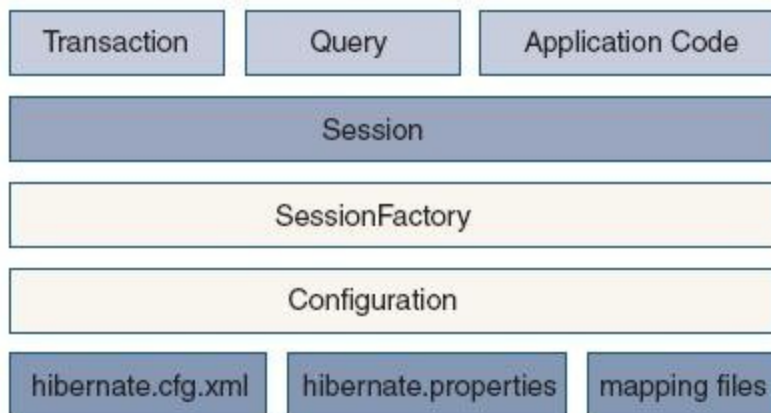 Transaction Query Application Code
Session
SessionFactory
Configuration
hibernate.cfg.xml hibernate.properties mapping files